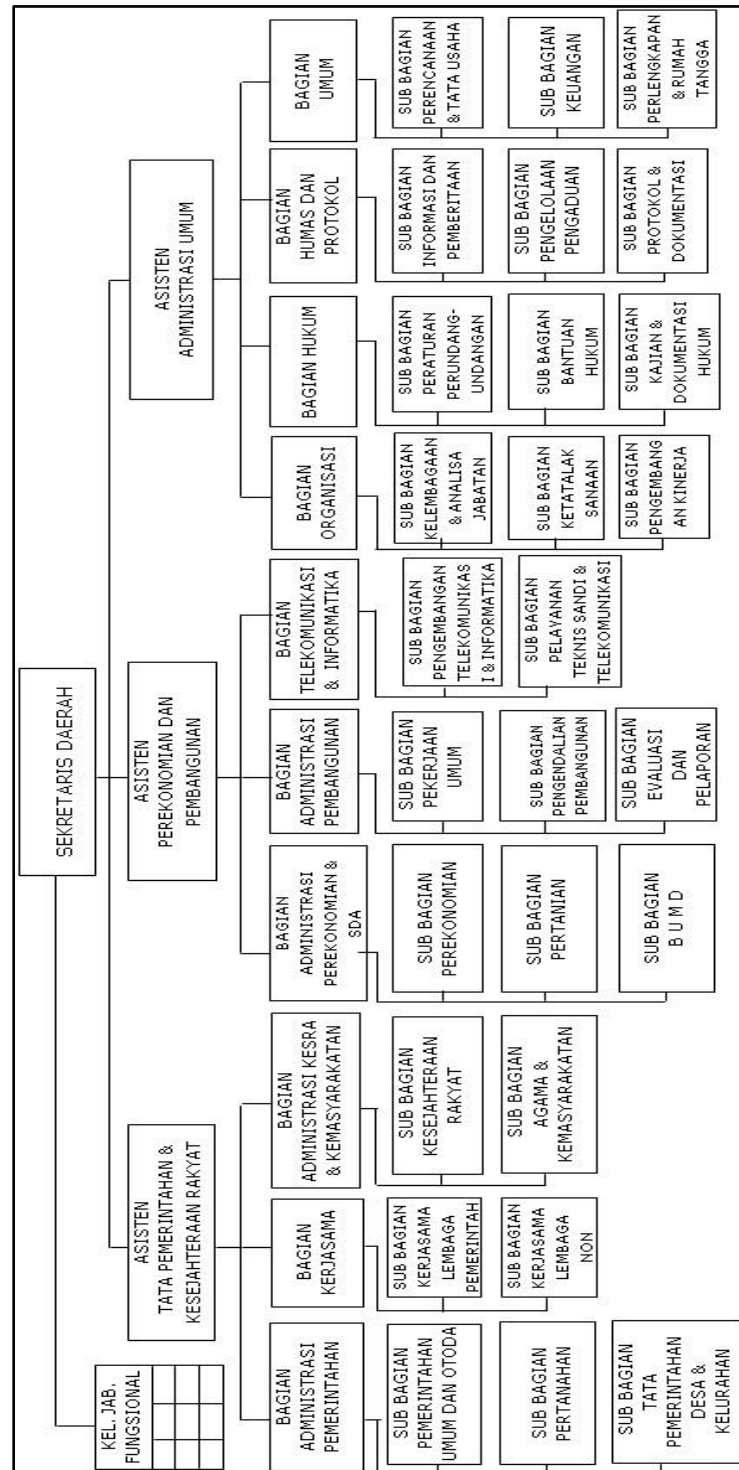 SEKRETARIS DAERAH
KEL. JAB.
FUNGSIONAL
ASISTEN
TATA PEMERINTAHAN &
KESEJAHTERAAN RAKYAT
ASISTEN
PEREKONOMIAN DAN
PEMBANGUNAN
ASISTEN
ADMINISTRASI UMUM
BAGIAN
ADMINISTRASI
PEMERINTAHAN
BAGIAN
KERJASAMA
BAGIAN
ADMINISTRASI KESRA
& KEMASYARAKATAN
BAGIAN
ADMINISTRASI
PEREKONOMIAN &
SDA
BAGIAN
ADMINISTRASI
PEMBANGUNAN
BAGIAN
TELEKOMUNIKASI
& INFORMATIKA
BAGIAN
ORGANISASI
BAGIAN HUKUM
BAGIAN
HUMAS DAN
PROTOKOL
BAGIAN
UMUM
SUB BAGIAN
PEMERINTAHAN
UMUM DAN OTODA
SUB BAGIAN
KERJASAMA
LEMBAGA
PEMERINTAH
SUB BAGIAN
KESEJAHTERAAN
RAKYAT
SUB BAGIAN
PEREKONOMIAN
SUB BAGIAN
PEKERJAAN
UMUM
SUB BAGIAN
PENGEMBANGAN
TELEKOMUNIKAS
I & INFORMATIKA
SUB BAGIAN
KELEMBAGAAN
& ANALISA
JABATAN
SUB BAGIAN
PERATURAN
PERUNDANG-
UNDANGAN
SUB BAGIAN
INFORMASI DAN
PEMBERITAAN
SUB BAGIAN
PERENCANAAN
& TATA USAHA
SUB BAGIAN
PERTANAHAN
SUB BAGIAN
KERJASAMA
LEMBAGA
NON
SUB BAGIAN
AGAMA &
KEMASYARAKATAN
SUB BAGIAN
PERTANIAN
SUB BAGIAN
PENGENDALIAN
PEMBANGUNAN
SUB BAGIAN
PELAYANAN
TEKNIS SANDI &
TELEKOMUNIKASI
SUB BAGIAN
KETATALAK
SANAAN
SUB BAGIAN
BANTUAN
HUKUM
SUB BAGIAN
PENGELOLAAN
PENGADUAN
SUB BAGIAN
KEUANGAN
SUB BAGIAN
TATA
PEMERINTAHAN
DESA &
KELURAHAN
SUB BAGIAN
B U M D
SUB BAGIAN
EVALUASI
DAN
PELAPORAN
SUB BAGIAN
PENGEMBANG
AN KINERJA
SUB BAGIAN
KAJIAN &
DOKUMENTASI
HUKUM
SUB BAGIAN
PROTOKOL &
DOKUMENTASI
SUB BAGIAN
PERLENGKAPAN
& RUMAH
TANGGA